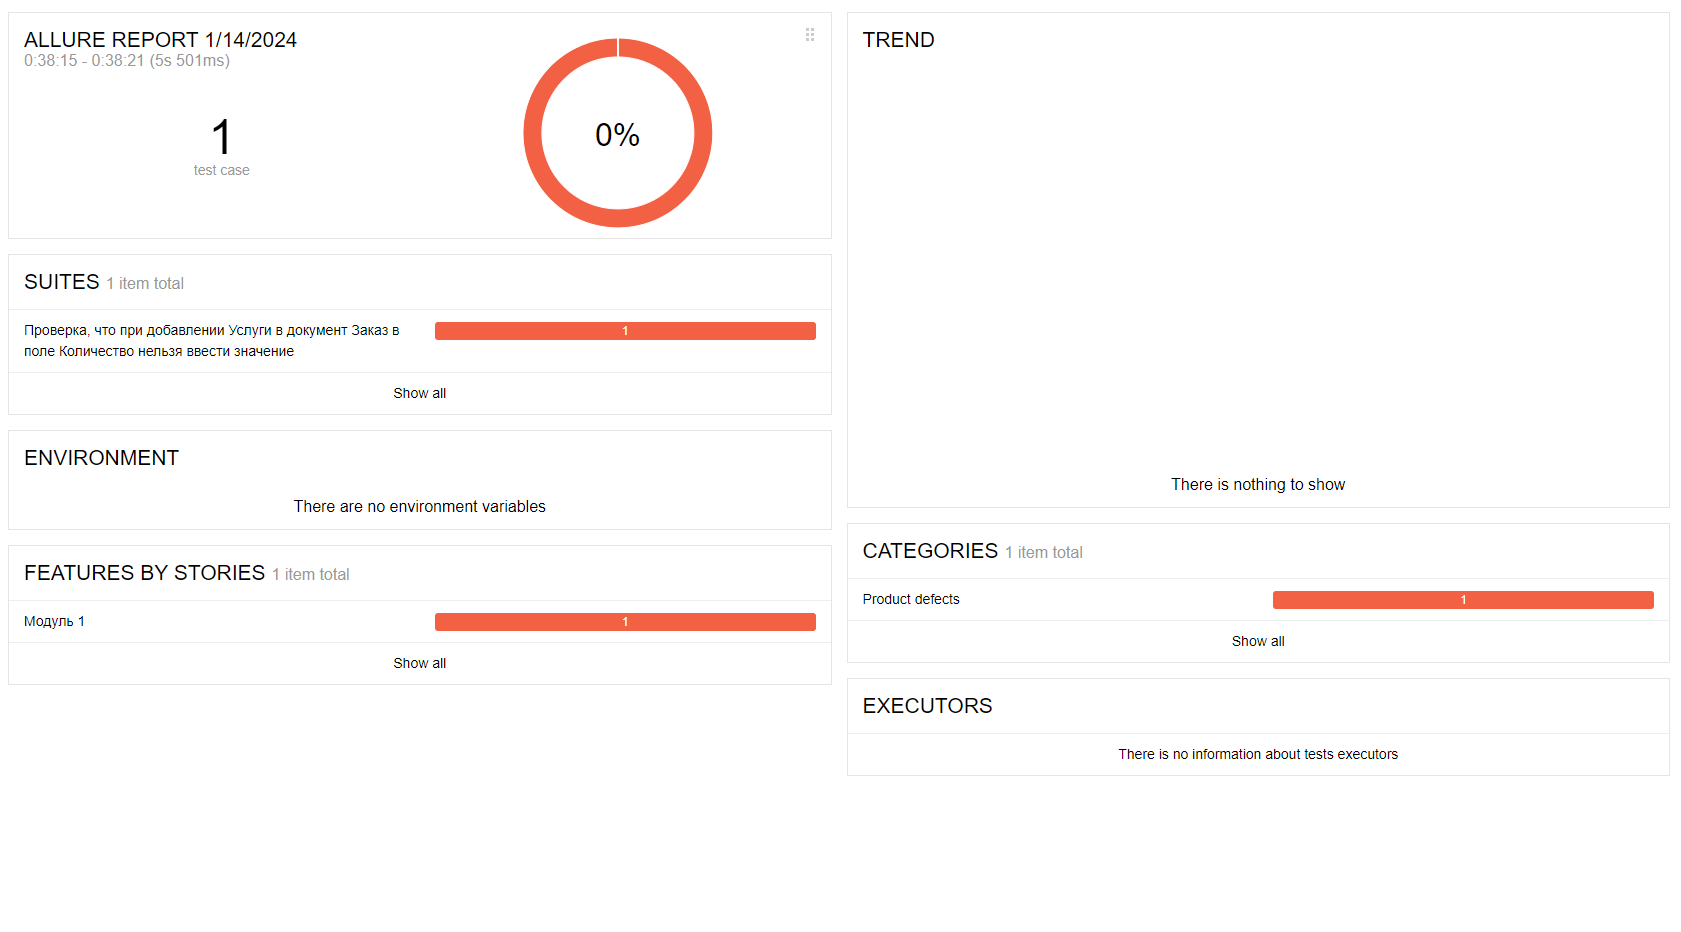 ALLURE REPORT 1/14/2024
0:38:15 - 0:38:21 (5s 501ms)
1
test case
0%
SUITES 1 item total
Проверка, что при добавлении Услуги в документ Заказ в
поле Количество нельзя ввести значение
1
Show all
ENVIRONMENT
There are no environment variables
FEATURES BY STORIES 1 item total
Модуль 1
1
Show all
TREND
There is nothing to show
CATEGORIES 1 item total
Product defects
1
Show all
EXECUTORS
There is no information about tests executors